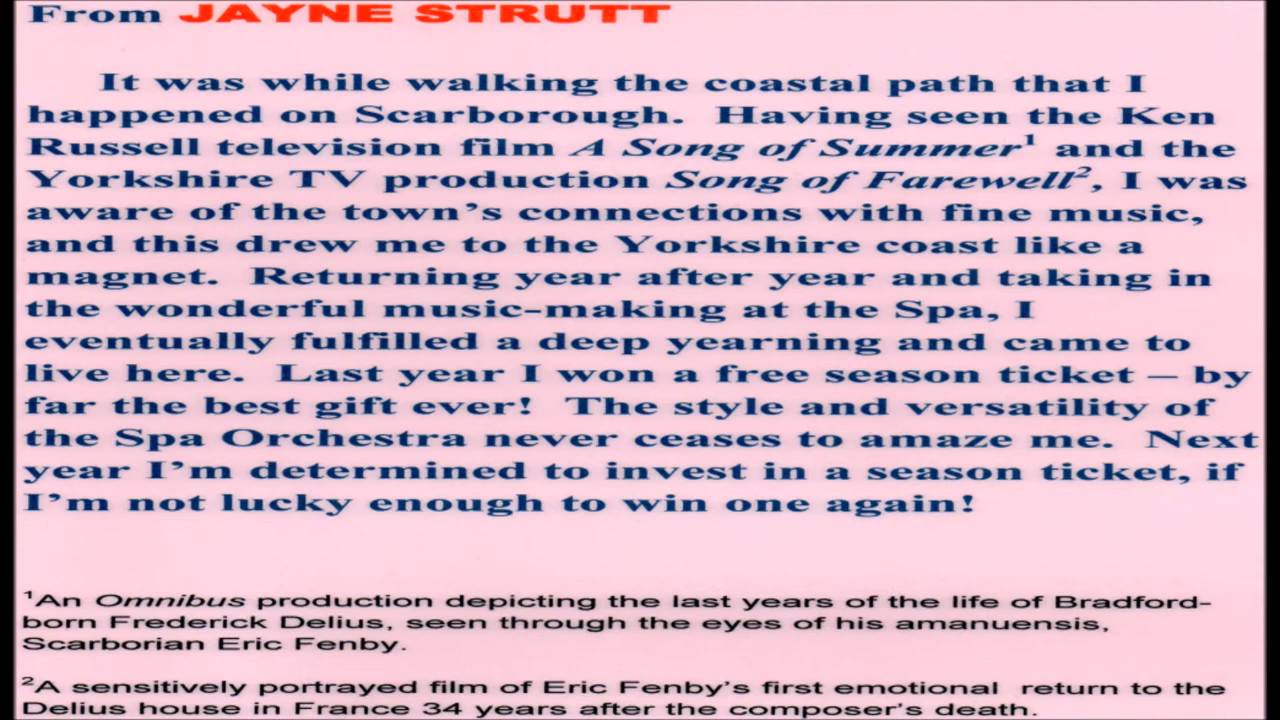 From JAYNE STRUTT
It was while walking the coastal path that I
happened on Scarborough. Having seen the Ken
Russell television film A Song of Summer¹ and the
Yorkshire TV production Song of Farewell², I was
aware of the town's connections with fine music,
and this drew me to the Yorkshire coast like a
magnet. Returning year after year and taking in
the wonderful music-making at the Spa, I
eventually fulfilled a deep yearning and came to
live here. Last year I won a free season ticket – by
far the best gift ever! The style and versatility of
the Spa Orchestra never ceases to amaze me. Next
year I'm determined to invest in a season ticket, if
I'm not lucky enough to win one again!
¹An Omnibus production depicting the last years of the life of Bradford-
born Frederick Delius, seen through the eyes of his amanuensis,
Scarborian Eric Fenby.
²A sensitively portrayed film of Eric Fenby's first emotional return to the
Delius house in France 34 years after the composer's death.